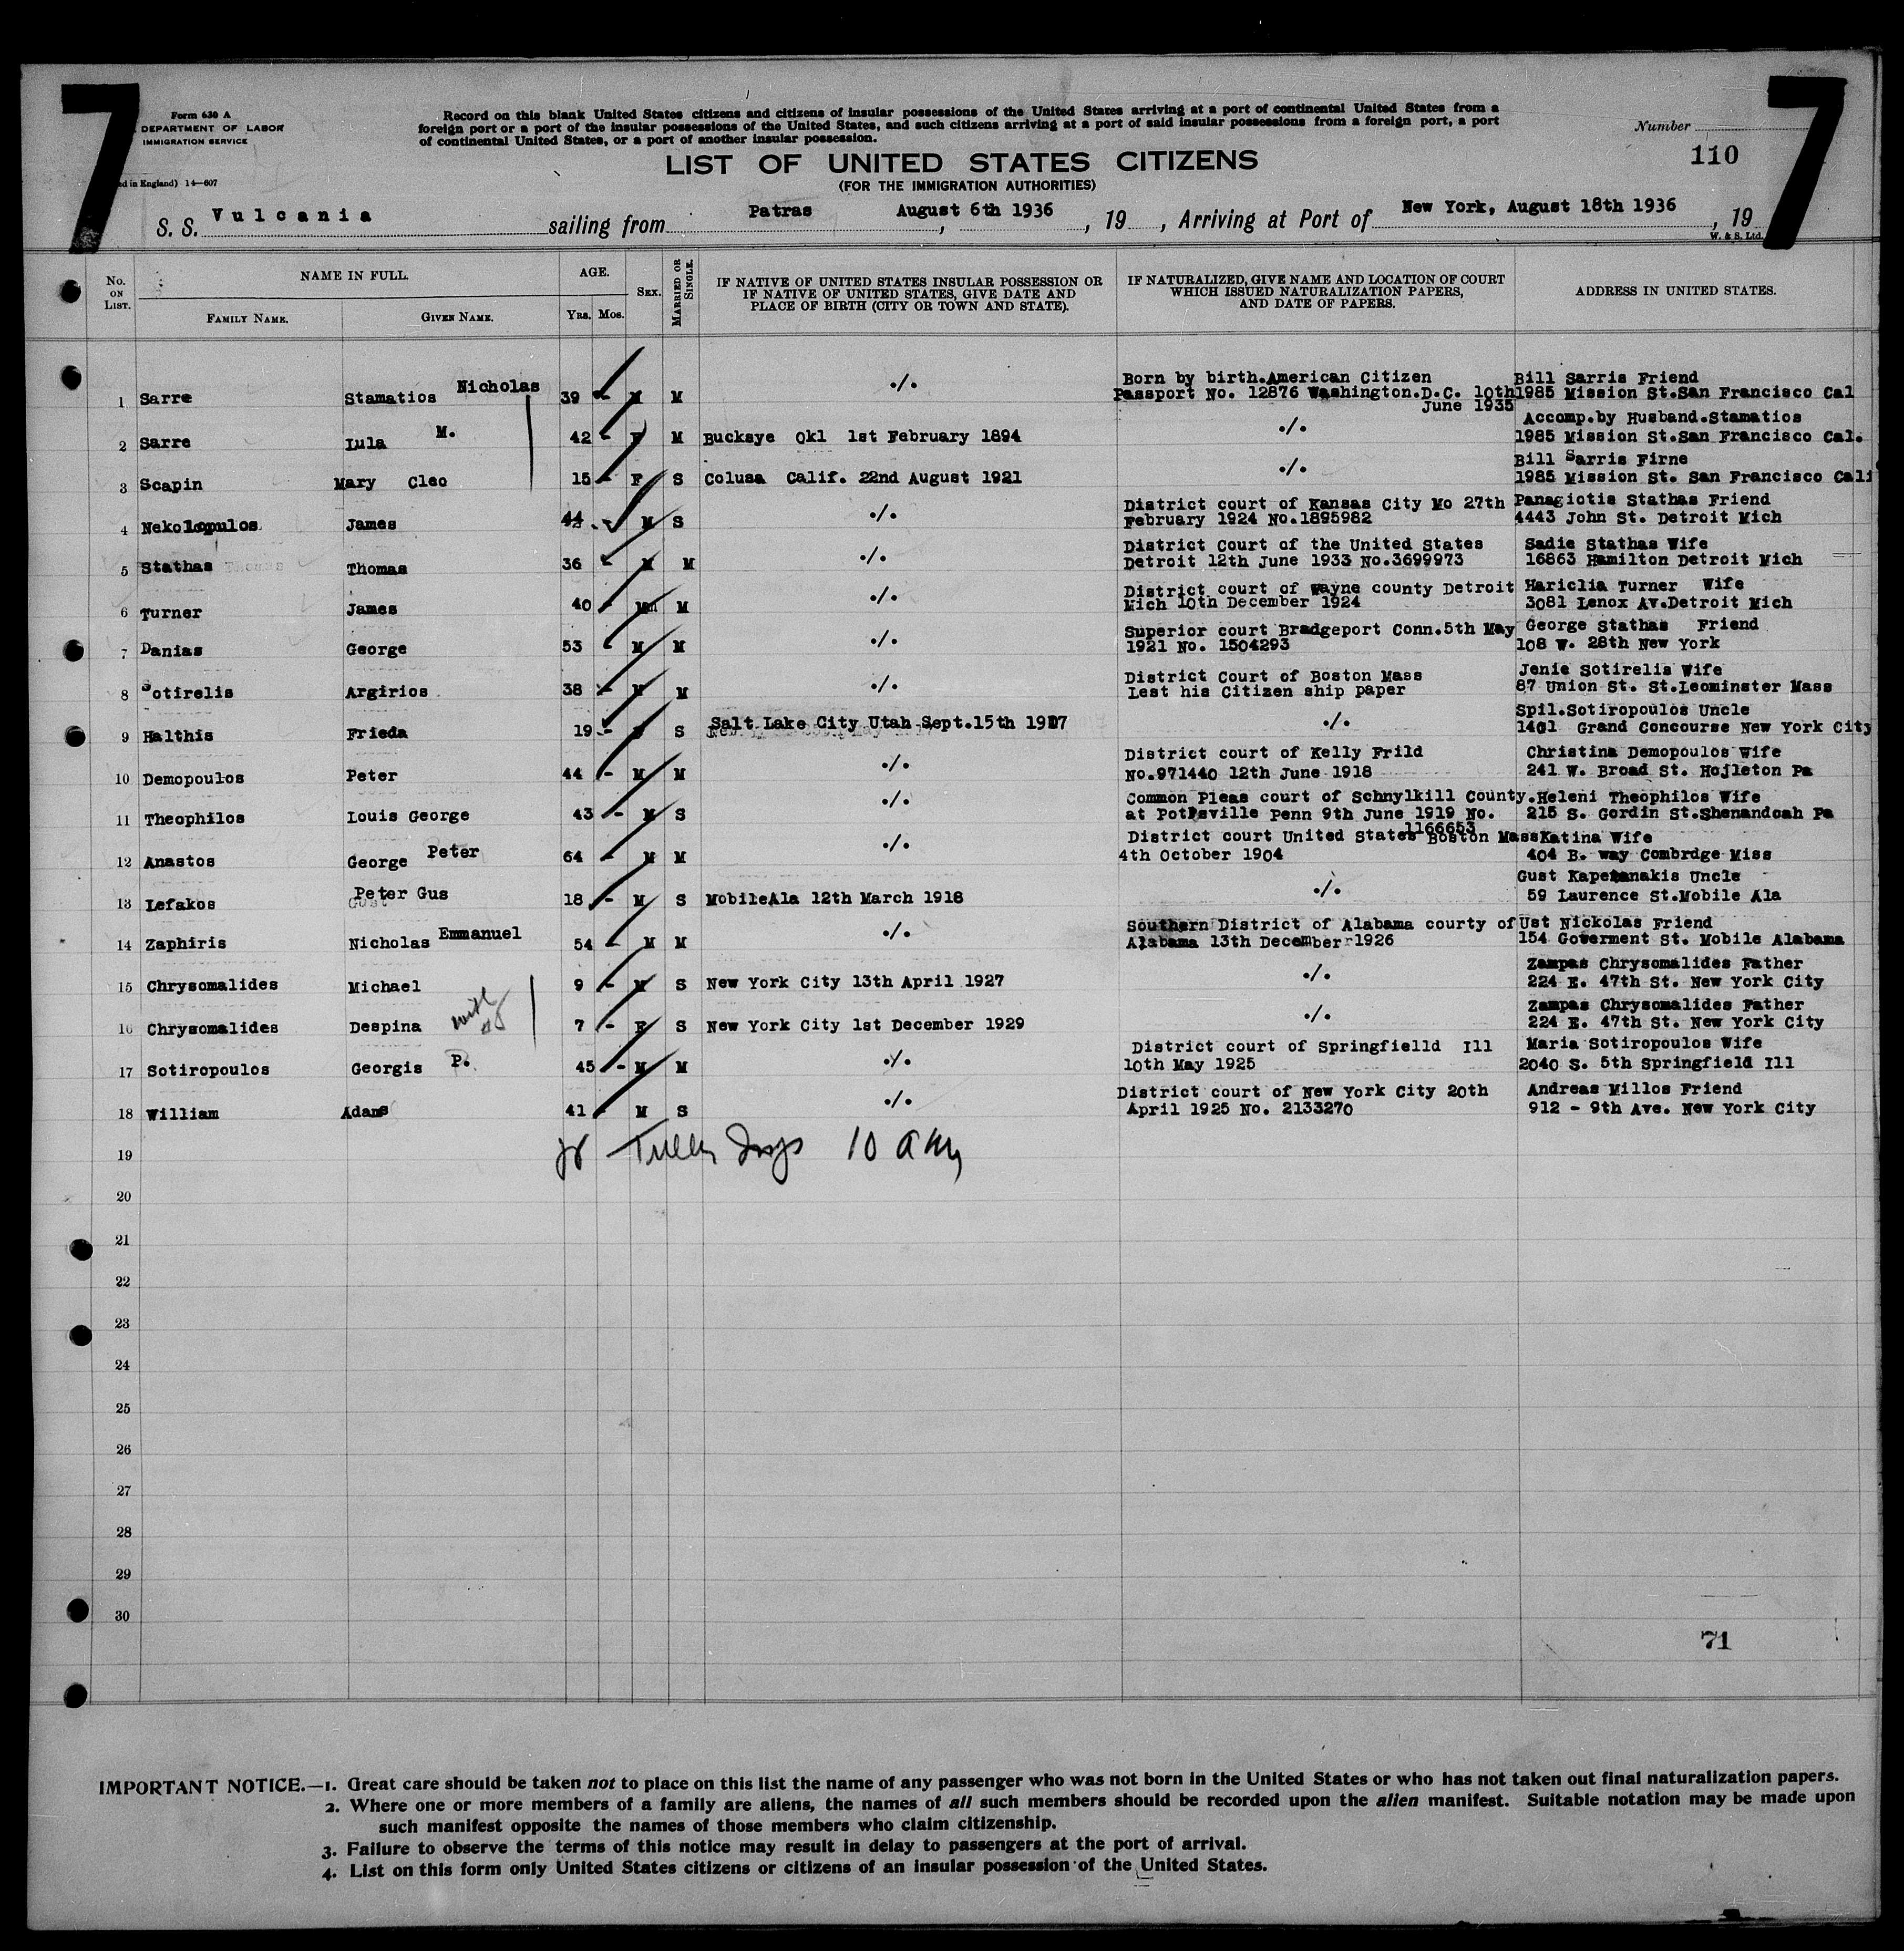 7
7
Form 630 A
DEPARTMENT OF LABOR
IMMIGRATION SERVICE
ed in England) 14—607
Record on this blank United States citizens and citizens of insular possessions of the United States arriving at a port of continental United States from a
foreign port or a port of the insular possessions of the United States, and such citizens arriving at a port of said insular possessions from a foreign port, a port
of continental United States, or a port of another insular possession.
Number
110
LIST OF UNITED STATES CITIZENS
(FOR THE IMMIGRATION AUTHORITIES)
S. S. Vulcania sailing from Patras , August 6th 1936 , 19 , Arriving at Port of New York, August 18th 1936 , 19
W. & S. Ltd.
No. ON LIST. NAME IN FULL. AGE. SEX. MARRIED OR SINGLE. IF NATIVE OF UNITED STATES INSULAR POSSESSION OR IF NATIVE OF UNITED STATES, GIVE DATE AND PLACE OF BIRTH (CITY OR TOWN AND STATE). IF NATURALIZED, GIVE NAME AND LOCATION OF COURT WHICH ISSUED NATURALIZATION PAPERS, AND DATE OF PAPERS. ADDRESS IN UNITED STATES.
FAMILY NAME. GIVEN NAME. Yrs. Mos.
1 Sarre Stamatios Nicholas 39 - M M ./. Born by birth.American Citizen Bill Sarris Friend
Passport No. 12876 Washington.D.C. 10th 1985 Mission St.San Francisco Cal
June 1935
2 Sarre Lula M. 42 - F M Bucksye Okl 1st February 1894 ./. Accomp.by Husband.Stamatios
1985 Mission St.San Francisco Cal.
3 Scapin Mary Cleo 15 - F S Colusa Calif. 22nd August 1921 ./. Bill Sarris Firne
1985 Mission St. San Francisco Cali
4 Nekolopulos James 44 - M S ./. District court of Kansas City Mo 27th Panagiotis Stathas Friend
February 1924 No.1895982 4443 John St. Detroit Mich
5 Stathas Thomas 36 M M ./. District Court of the United States Sadie Stathas Wife
Detroit 12th June 1933 No.3699973 16863 Hamilton Detroit Mich
6 Turner James 40 - M M ./. District court of Wayne county Detroit Hariclia Turner Wife
Mich 10th December 1924 3081 Lenox Av.Detroit Mich
7 Danias George 53 M M ./. Superior court Bradgeport Conn.5th May George Stathas Friend
1921 No. 1504293 108 W. 28th New York
8 Sotirelis Argirios 38 - M M ./. District Court of Boston Mass Jenie Sotirelis Wife
Lest his Citizen ship paper 87 Union St. St.Leominster Mass
9 Halthis Frieda 19 - F S Salt Lake City Utah Sept.15th 1917 ./. Spil.Sotiropoulos Uncle
1461 Grand Concourse New York City
10 Demopoulos Peter 44 - M M ./. District court of Kelly Frild Christina Demopoulos Wife
No.971440 12th June 1918 241 W. Broad St. Hojleton Pa
11 Theophilos Louis George 43 - M S ./. Common Pleas court of Schnylkill County. Heleni Theophilos Wife
at Pottsville Penn 9th June 1919 No. 215 S. Gordin St.Shenandoah Pa
1166653
12 Anastos George Peter 64 - M M ./. District court United States Boston Mass Katina Wife
4th October 1904 404 B. way Combrdge Miss
13 Lefakos Peter Gus 18 - M S MobileAla 12th March 1918 ./. Gust Kapetanakis Uncle
59 Laurence St.Mobile Ala
14 Zaphiris Nicholas Emmanuel 54 - M M ./. Southern District of Alabama courty of Ust Nickolas Friend
Alabama 13th December 1926 154 Goverment St. Mobile Alabama
15 Chrysomalides Michael 9 - M S New York City 13th April 1927 ./. Zampas Chrysomalides Father
224 E. 47th St. New York City
16 Chrysomalides Despina with 7 - F S New York City 1st December 1929 ./. Zampas Chrysomalides Father
224 E. 47th St. New York City
17 Sotiropoulos Georgis P. 45 - M M ./. District court of Springfielld Ill Maria Sotiropoulos Wife
10th May 1925 2040 S. 5th Springfield Ill
18 William Adams 41 M S ./. District court of New York City 20th Andreas Millos Friend
April 1925 No. 2133270 912 - 9th Ave. New York City
19 10 am
20
21
22
23
24
25
26
27
28
29
30
71
IMPORTANT NOTICE.—1. Great care should be taken not to place on this list the name of any passenger who was not born in the United States or who has not taken out final naturalization papers.
2. Where one or more members of a family are aliens, the names of all such members should be recorded upon the alien manifest. Suitable notation may be made upon
such manifest opposite the names of those members who claim citizenship.
3. Failure to observe the terms of this notice may result in delay to passengers at the port of arrival.
4. List on this form only United States citizens or citizens of an insular possession of the United States.